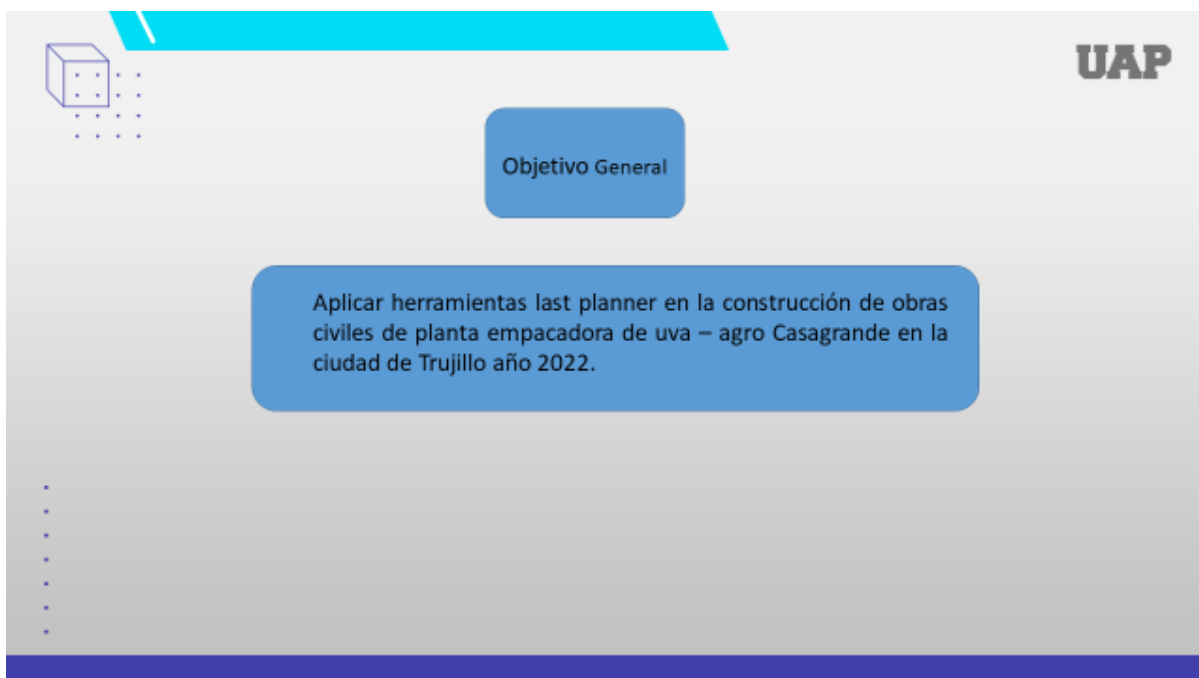 UAP
Objetivo General
Aplicar herramientas last planner en la construcción de obras
civiles de planta empacadora de uva – agro Casagrande en la
ciudad de Trujillo año 2022.